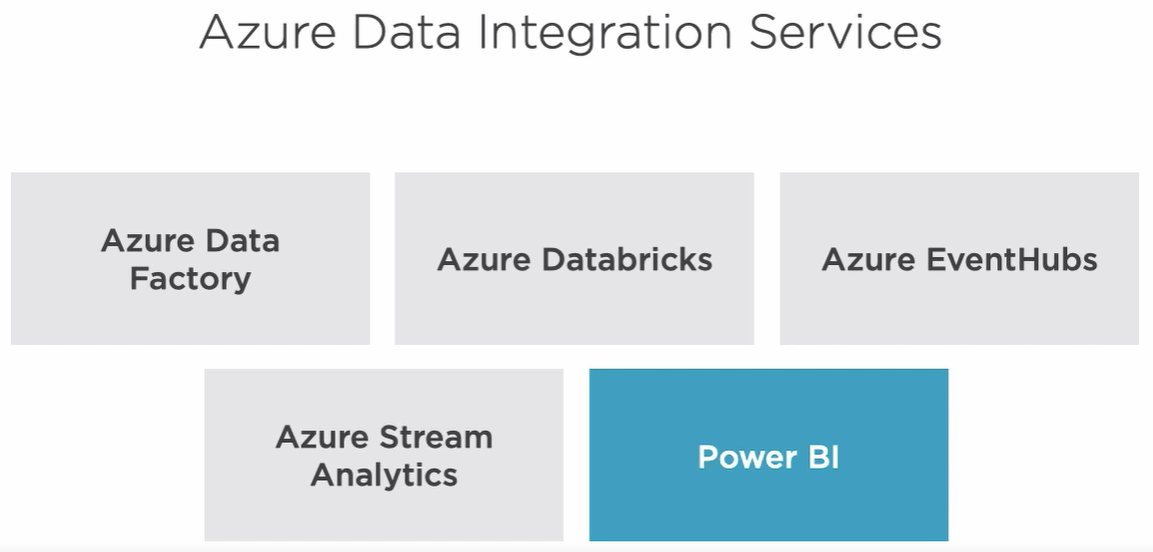 Azure Data Integration Services
Azure Data
Factory
Azure Databricks
Azure EventHubs
Azure Stream
Analytics
Power BI